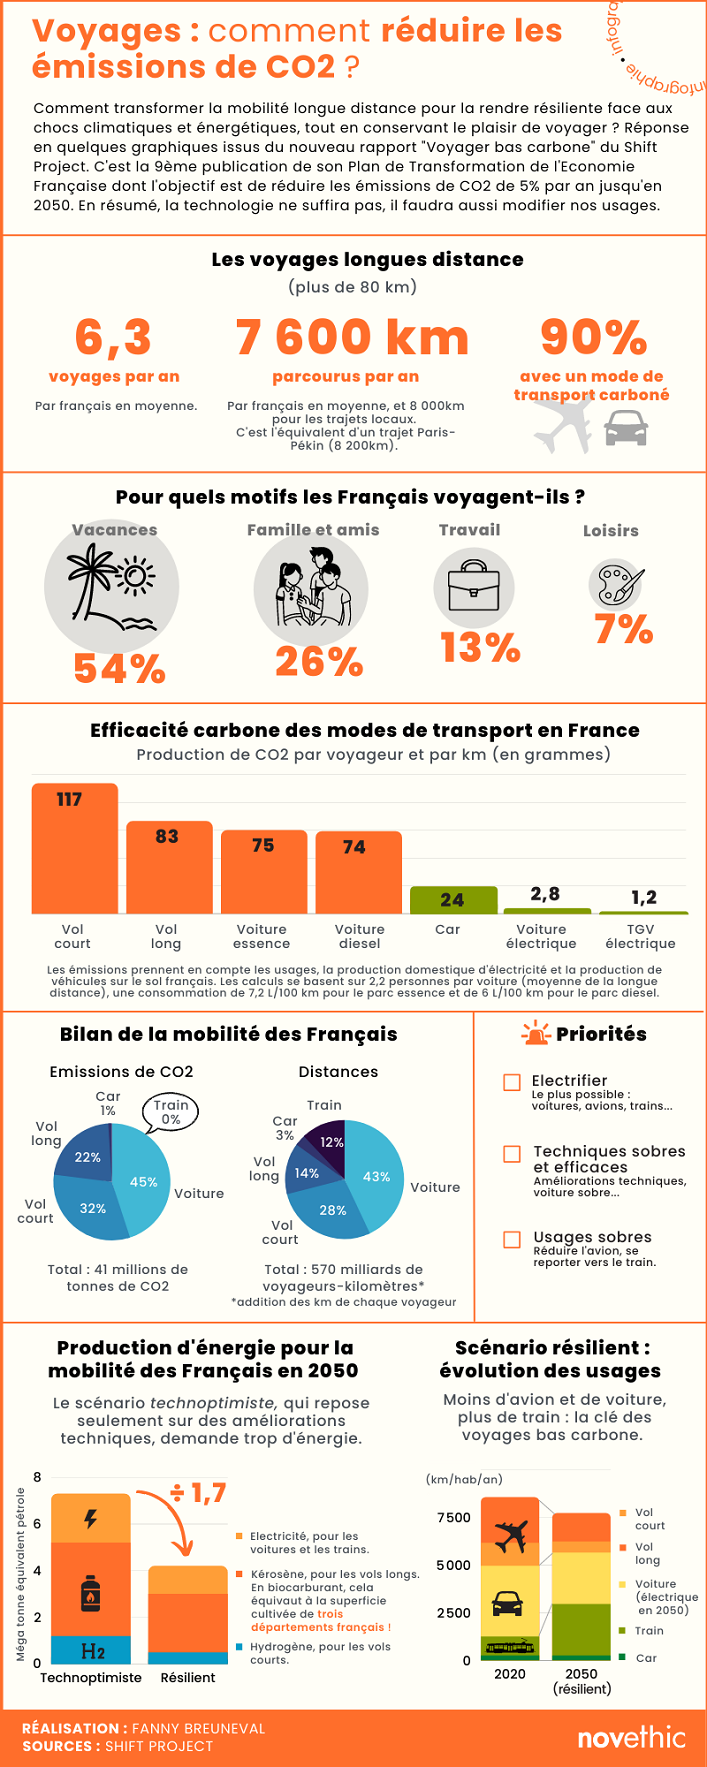 Voyages : comment réduire les
émissions de CO2 ?
infographie • infogra
Comment transformer la mobilité longue distance pour la rendre résiliente face aux
chocs climatiques et énergétiques, tout en conservant le plaisir de voyager ? Réponse
en quelques graphiques issus du nouveau rapport "Voyager bas carbone" du Shift
Project. C'est la 9ème publication de son Plan de Transformation de l'Economie
Française dont l'objectif est de réduire les émissions de CO2 de 5% par an jusqu'en
2050. En résumé, la technologie ne suffira pas, il faudra aussi modifier nos usages.
Les voyages longues distance
(plus de 80 km)
6,3
voyages par an
Par français en moyenne.
7 600 km
parcourus par an
Par français en moyenne, et 8 000km
pour les trajets locaux.
C'est l'équivalent d'un trajet Paris-
Pékin (8 200km).
90%
avec un mode de
transport carboné
Pour quels motifs les Français voyagent-ils ?
Vacances
54%
Famille et amis
26%
Travail
13%
Loisirs
7%
Efficacité carbone des modes de transport en France
Production de CO2 par voyageur et par km (en grammes)
117
83
75
74
24
2,8
1,2
Vol
court
Vol
long
Voiture
essence
Voiture
diesel
Car
Voiture
électrique
TGV
électrique
Les émissions prennent en compte les usages, la production domestique d'électricité et la production de
véhicules sur le sol français. Les calculs se basent sur 2,2 personnes par voiture (moyenne de la longue
distance), une consommation de 7,2 L/100 km pour le parc essence et de 6 L/100 km pour le parc diesel.
Bilan de la mobilité des Français
Emissions de CO2
Car
1%
Train
0%
Vol
long
22%
45%
Voiture
32%
Vol
court
Total : 41 millions de
tonnes de CO2
Distances
Train
12%
Car
3%
Vol
long
14%
43%
Voiture
28%
Vol
court
Total : 570 milliards de
voyageurs-kilomètres*
*addition des km de chaque voyageur
Priorités
Electrifier
Le plus possible :
voitures, avions, trains...
Techniques sobres
et efficaces
Améliorations techniques,
voiture sobre...
Usages sobres
Réduire l'avion, se
reporter vers le train.
Production d'énergie pour la
mobilité des Français en 2050
Le scénario technoptimiste, qui repose
seulement sur des améliorations
techniques, demande trop d'énergie.
Méga tonne équivalent pétrole
8
6
4
2
0
÷ 1,7
H2
Technoptimiste
Résilient
Electricité, pour les
voitures et les trains.
Kérosène, pour les vols longs.
En biocarburant, cela
équivaut à la superficie
cultivée de trois
départements français !
Hydrogène, pour les vols
courts.
Scénario résilient :
évolution des usages
Moins d'avion et de voiture,
plus de train : la clé des
voyages bas carbone.
(km/hab/an)
7500
5000
2500
0
2020
2050
(résilient)
Vol
court
Vol
long
Voiture
(électrique
en 2050)
Train
Car
RÉALISATION : FANNY BREUNEVAL
SOURCES : SHIFT PROJECT
novethic